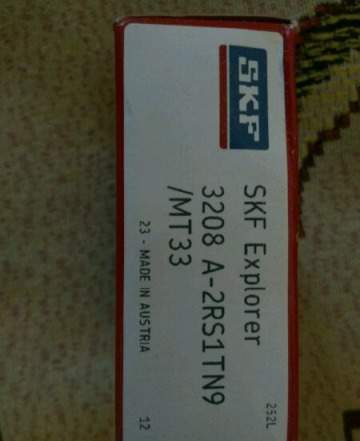 SKF
SKF Explorer
3208 A-2RS1TN9
/MT33
23 - MADE IN AUSTRIA
12
252L